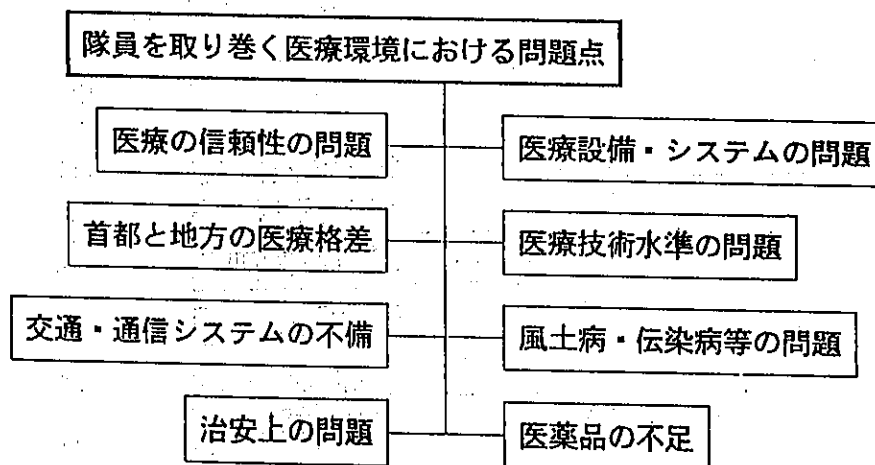 隊員を取り巻く医療環境における問題点
医療の信頼性の問題
医療設備・システムの問題
首都と地方の医療格差
医療技術水準の問題
交通・通信システムの不備
風土病・伝染病等の問題
治安上の問題
医薬品の不足